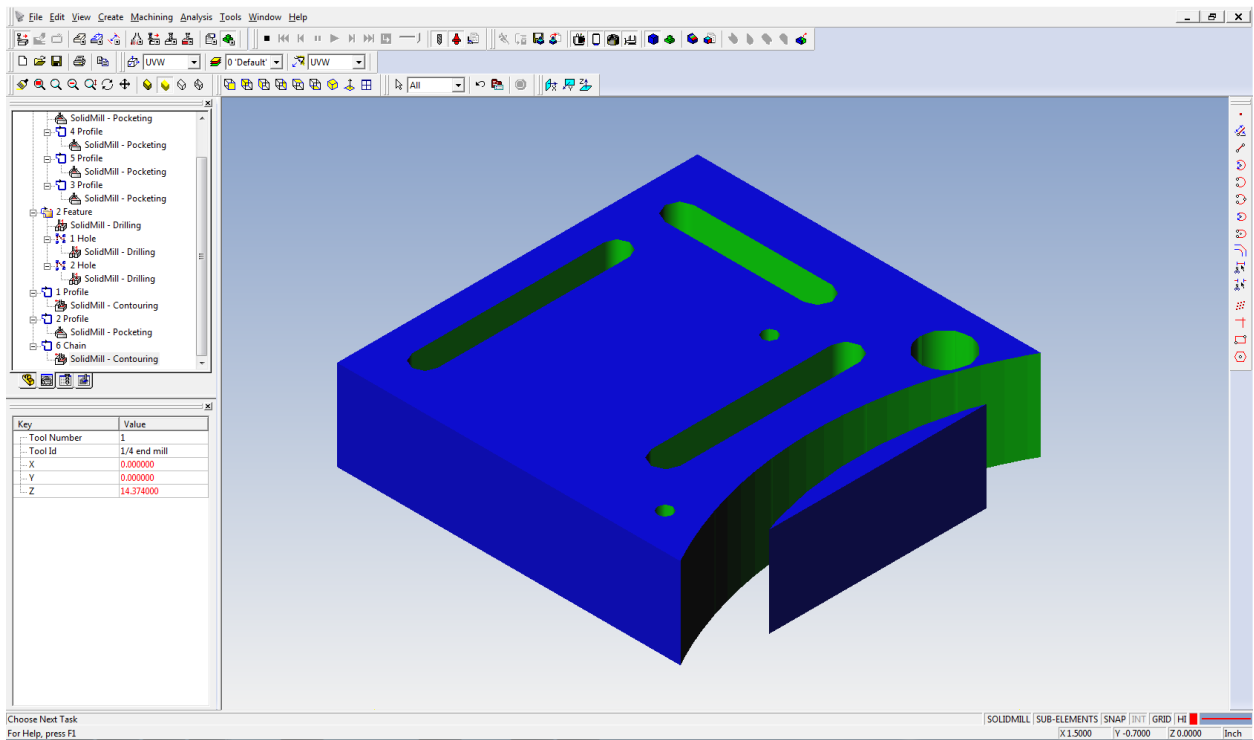 File Edit View Create Machining Analysis Tools Window Help
UVW 0 'Default' UVW
All
SolidMill - Pocketing
4 Profile
SolidMill - Pocketing
5 Profile
SolidMill - Pocketing
3 Profile
SolidMill - Pocketing
2 Feature
SolidMill - Drilling
1 Hole
SolidMill - Drilling
2 Hole
SolidMill - Drilling
1 Profile
SolidMill - Contouring
2 Profile
SolidMill - Pocketing
6 Chain
SolidMill - Contouring
Key Value
Tool Number 1
Tool Id 1/4 end mill
X 0.000000
Y 0.000000
Z 14.374000
Choose Next Task SOLIDMILL SUB-ELEMENTS SNAP INT GRID HI
For Help, press F1 X 1.5000 Y -0.7000 Z 0.0000 Inch